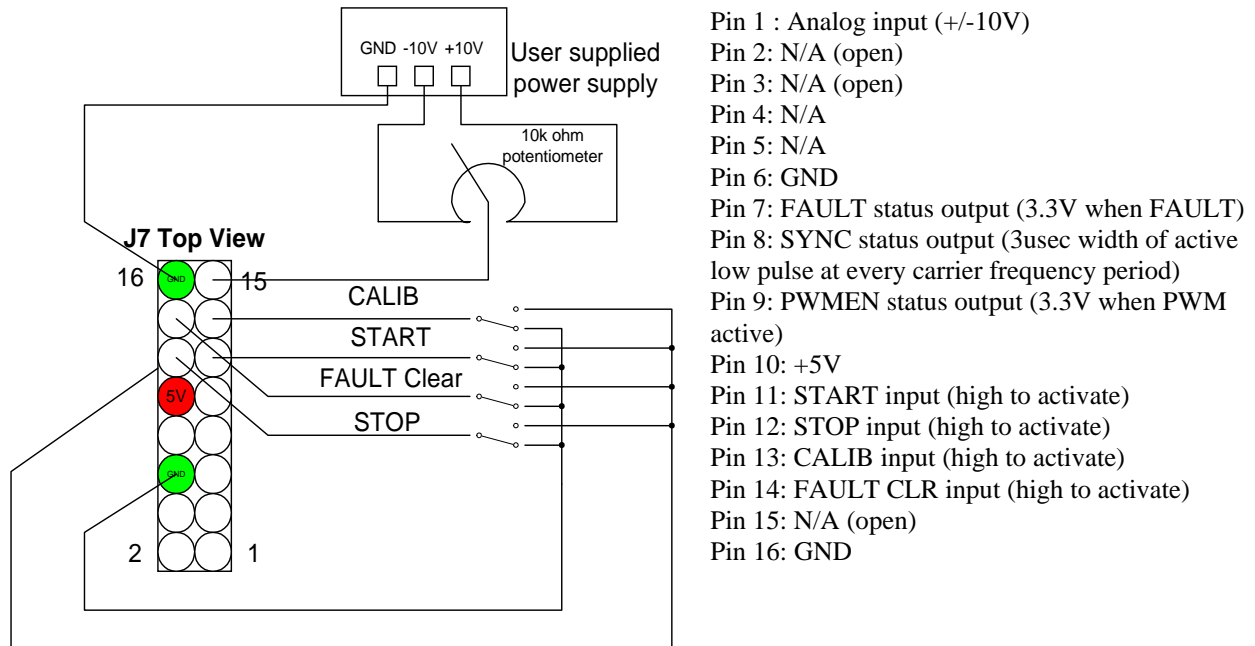 GND -10V +10V
User supplied
power supply
10k ohm
potentiometer
J7 Top View
16
GND
15
CALIB
START
FAULT Clear
5V
STOP
GND
2
1
Pin 1 : Analog input (+/-10V)
Pin 2: N/A (open)
Pin 3: N/A (open)
Pin 4: N/A
Pin 5: N/A
Pin 6: GND
Pin 7: FAULT status output (3.3V when FAULT)
Pin 8: SYNC status output (3usec width of active
low pulse at every carrier frequency period)
Pin 9: PWMEN status output (3.3V when PWM
active)
Pin 10: +5V
Pin 11: START input (high to activate)
Pin 12: STOP input (high to activate)
Pin 13: CALIB input (high to activate)
Pin 14: FAULT CLR input (high to activate)
Pin 15: N/A (open)
Pin 16: GND